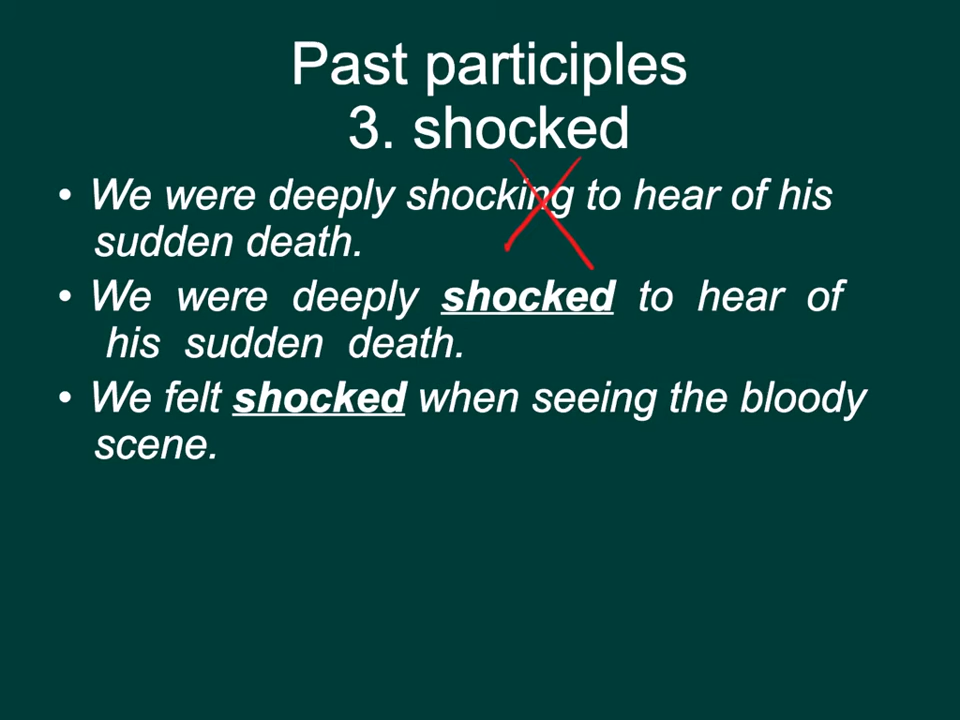 Past participles
3. shocked
• We were deeply shocking to hear of his
sudden death.
• We were deeply shocked to hear of
his sudden death.
• We felt shocked when seeing the bloody
scene.